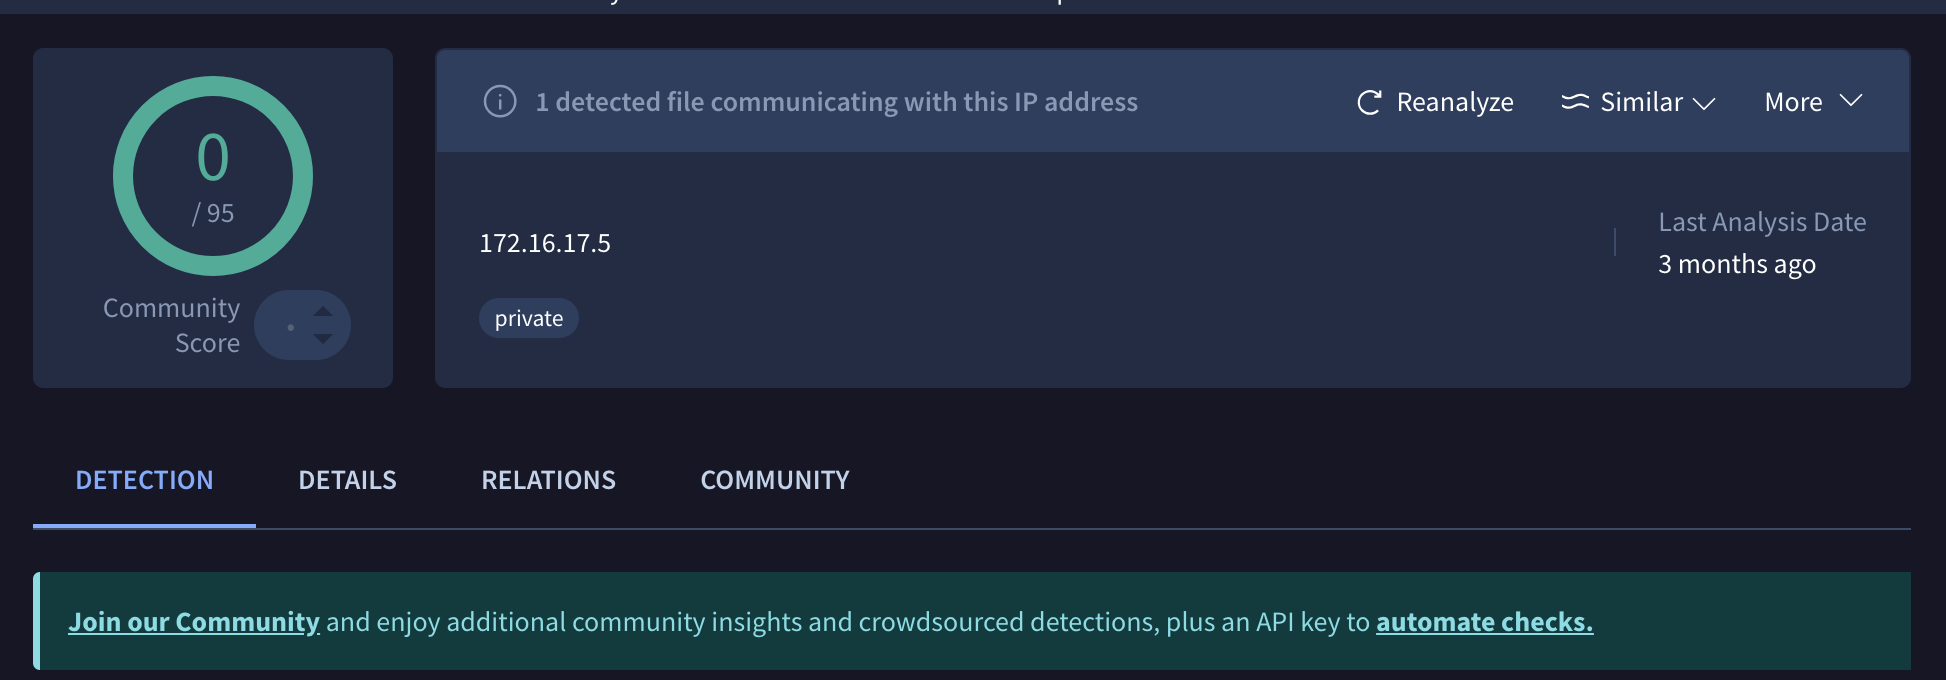 0
/ 95
Community
Score
1 detected file communicating with this IP address
Reanalyze
Similar
More
172.16.17.5
private
Last Analysis Date
3 months ago
DETECTION
DETAILS
RELATIONS
COMMUNITY
Join our Community and enjoy additional community insights and crowdsourced detections, plus an API key to automate checks.